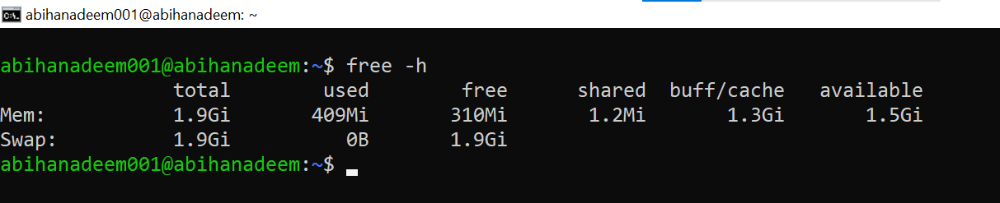 abihanadeem001@abihanadeem: ~
abihanadeem001@abihanadeem:~$ free -h
               total        used        free      shared  buff/cache   available
Mem:           1.9Gi       409Mi       310Mi       1.2Mi       1.3Gi       1.5Gi
Swap:          1.9Gi          0B       1.9Gi
abihanadeem001@abihanadeem:~$